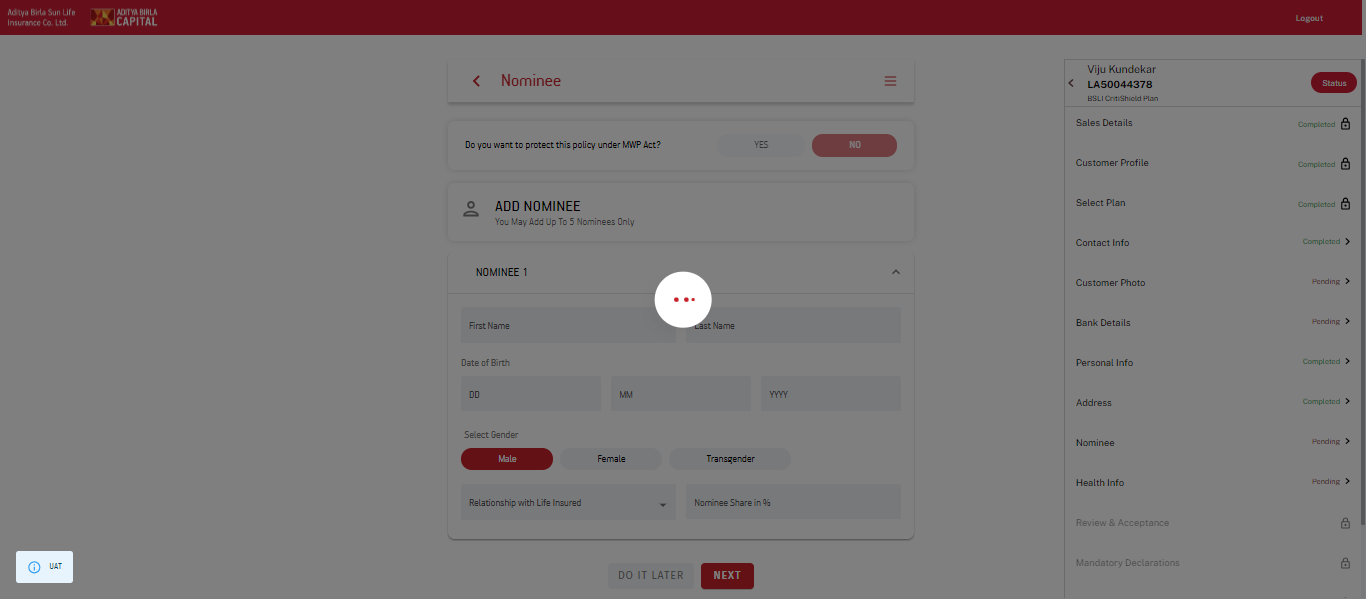 Aditya Birla Sun Life
Insurance Co. Ltd.
ADITYA BIRLA
CAPITAL
Logout
Nominee
Do you want to protect this policy under MWP Act?
YES
NO
ADD NOMINEE
You May Add Up To 5 Nominees Only
NOMINEE 1
First Name
Last Name
Date of Birth
DD
MM
YYYY
Select Gender
Male
Female
Transgender
Relationship with Life Insured
Nominee Share in %
DO IT LATER
NEXT
UAT
Viju Kundekar
LA50044378
BSLI CritiShield Plan
Status
Sales Details
Completed
Customer Profile
Completed
Select Plan
Completed
Contact Info
Completed
Customer Photo
Pending
Bank Details
Pending
Personal Info
Completed
Address
Completed
Nominee
Pending
Health Info
Pending
Review & Acceptance
Mandatory Declarations